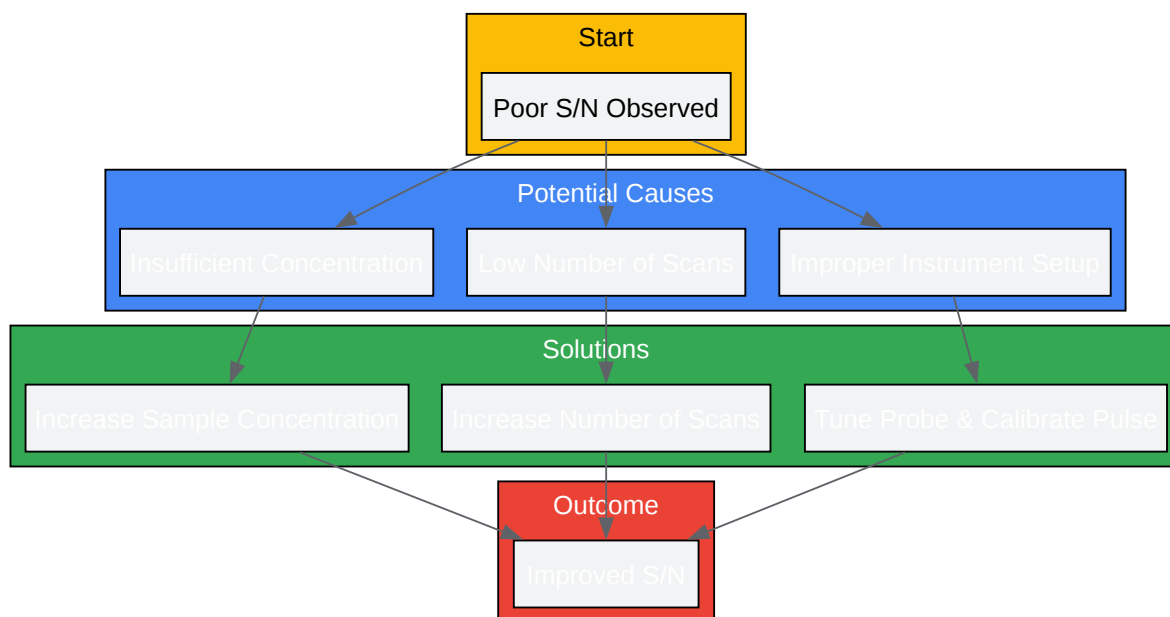 Start
Poor S/N Observed
Potential Causes
Insufficient Concentration
Low Number of Scans
Improper Instrument Setup
Solutions
Increase Sample Concentration
Increase Number of Scans
Tune Probe & Calibrate Pulse
Outcome
Improved S/N